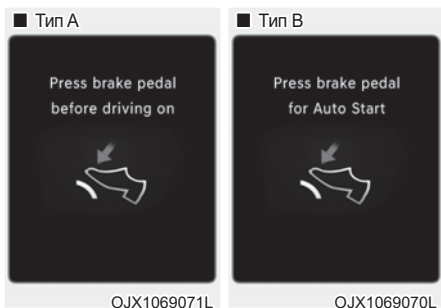 ■ Тип А
Press brake pedal
before driving on
OJX1069071L
■ Тип В
Press brake pedal
for Auto Start
OJX1069070L